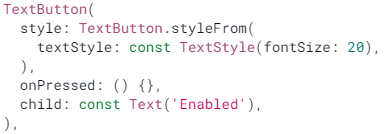 TextButton(
  style: TextButton.styleFrom(
    textStyle: const TextStyle(fontSize: 20),
  ),
  onPressed: () {},
  child: const Text('Enabled'),
),